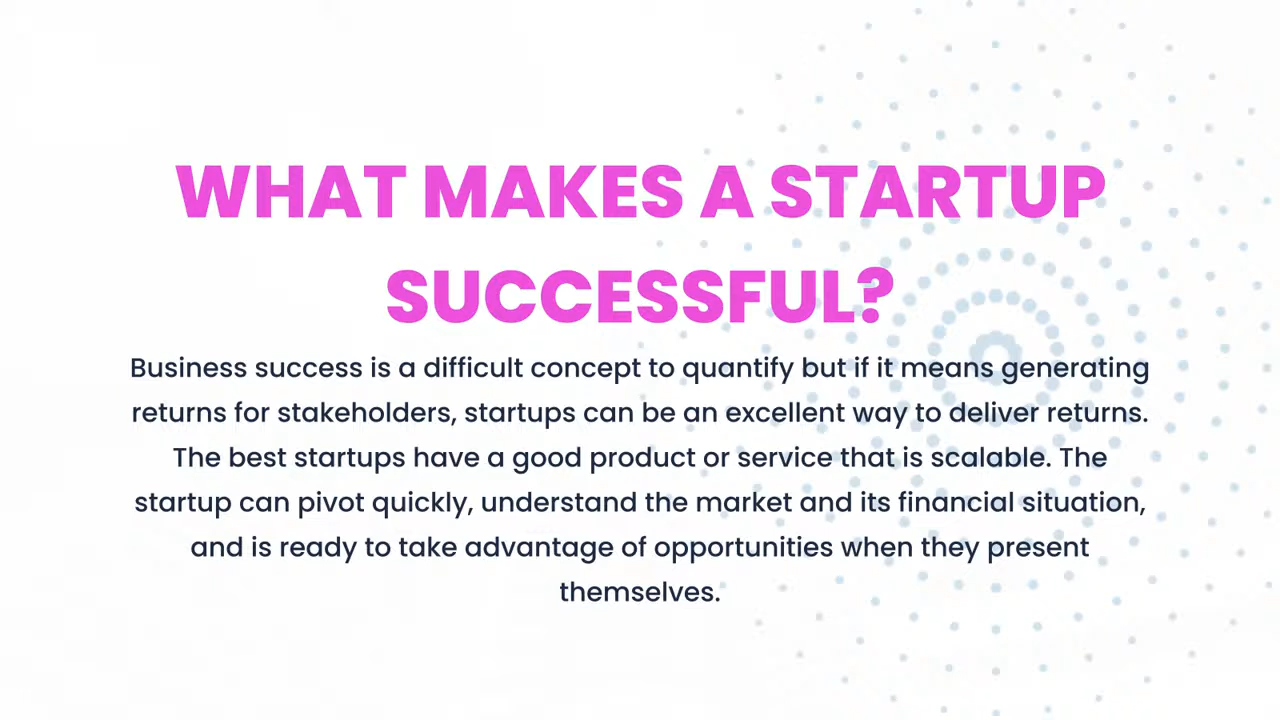 WHAT MAKES A STARTUP
SUCCESSFUL?
Business success is a difficult concept to quantify but if it means generating
returns for stakeholders, startups can be an excellent way to deliver returns.
The best startups have a good product or service that is scalable. The
startup can pivot quickly, understand the market and its financial situation,
and is ready to take advantage of opportunities when they present
themselves.